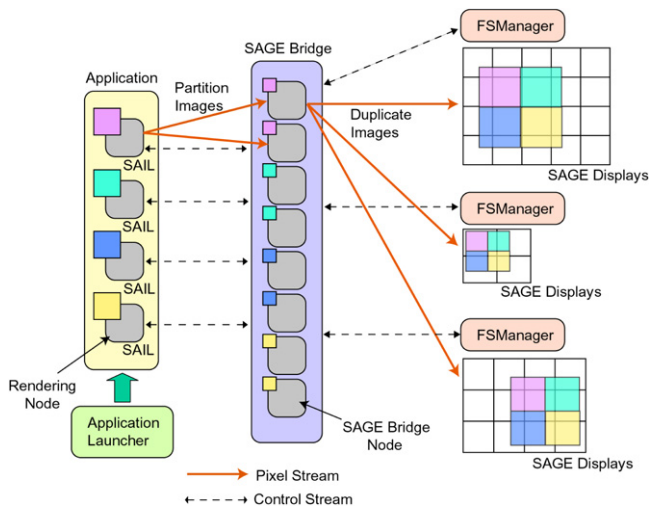 FSManager
SAGE Bridge
Application
Partition
Images
Duplicate
Images
SAIL
SAGE Displays
SAIL
FSManager
SAIL
SAGE Displays
FSManager
SAIL
Rendering
Node
Application
Launcher
SAGE Bridge
Node
SAGE Displays
Pixel Stream
Control Stream